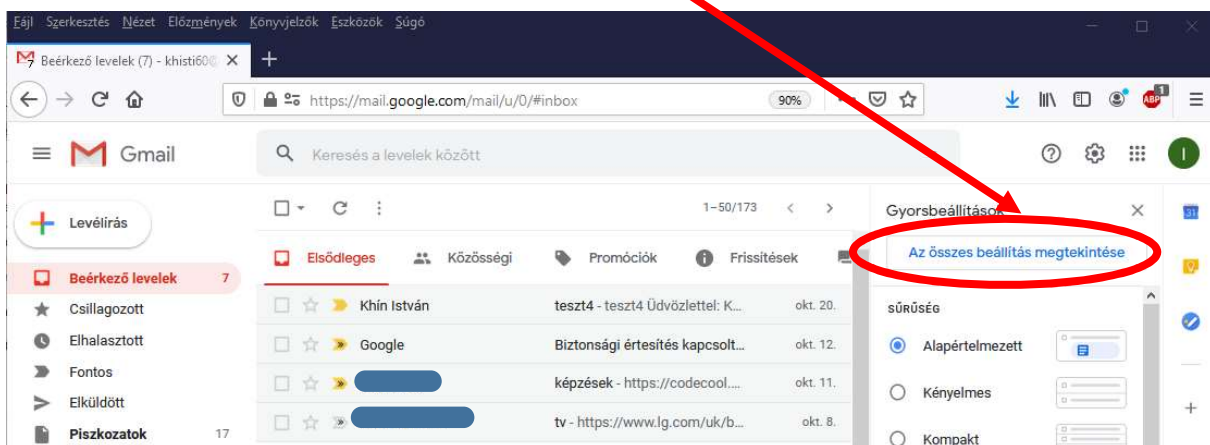 Fájl Szerkesztés Nézet Előzmények Könyvjelzők Eszközök Súgó
Beérkező levelek (7) - khisti60@
https://mail.google.com/mail/u/0/#inbox 90%
ABP 1
Gmail
Keresés a levelek között
I
Levélírás
1–50/173
Gyorsbeállítások
31
Az összes beállítás megtekintése
Elsődleges Közösségi Promóciók Frissítések
Beérkező levelek 7
Khín István teszt4 - teszt4 Üdvözlettel: K... okt. 20.
SŰRŰSÉG
Csillagozott
Elhalasztott
Google Biztonsági értesítés kapcsolt... okt. 12.
Alapértelmezett
Fontos
képzések - https://codecool.... okt. 11.
Kényelmes
Elküldött
tv - https://www.lg.com/uk/b... okt. 8.
Piszkozatok 17
Kompakt